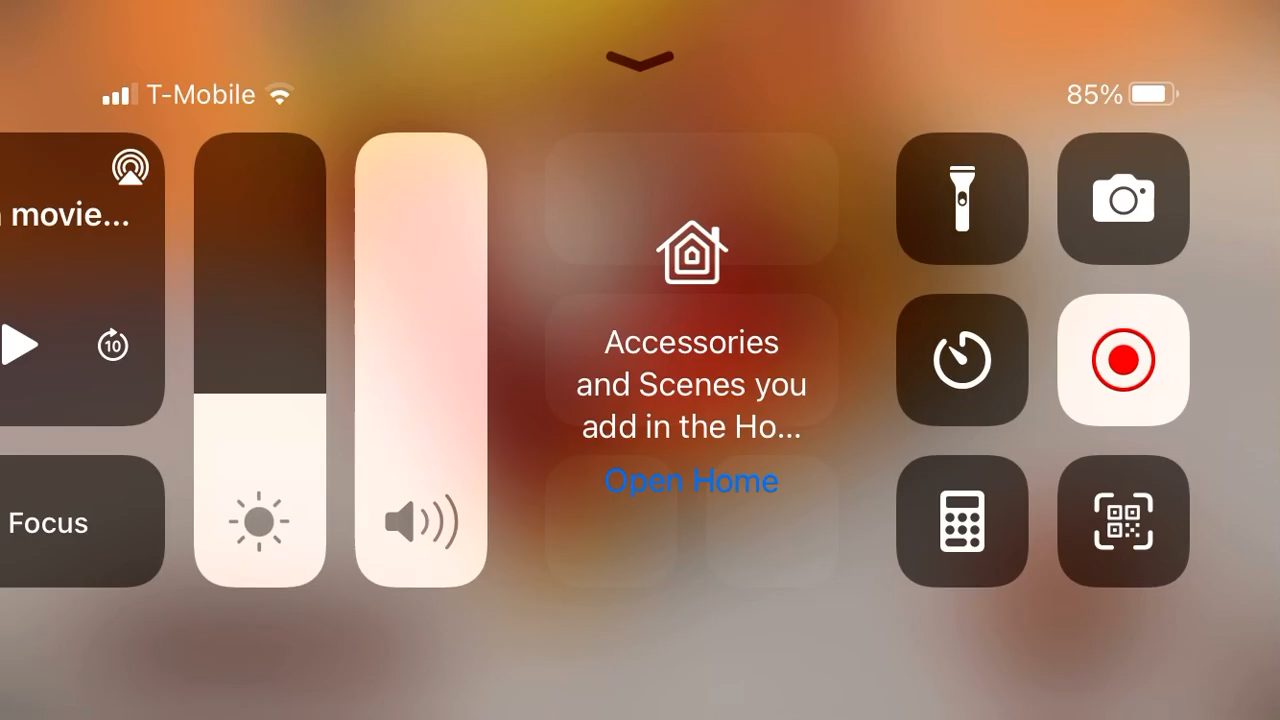 T-Mobile
85%
movie...
10
Focus
Accessories
and Scenes you
add in the Ho...
Open Home